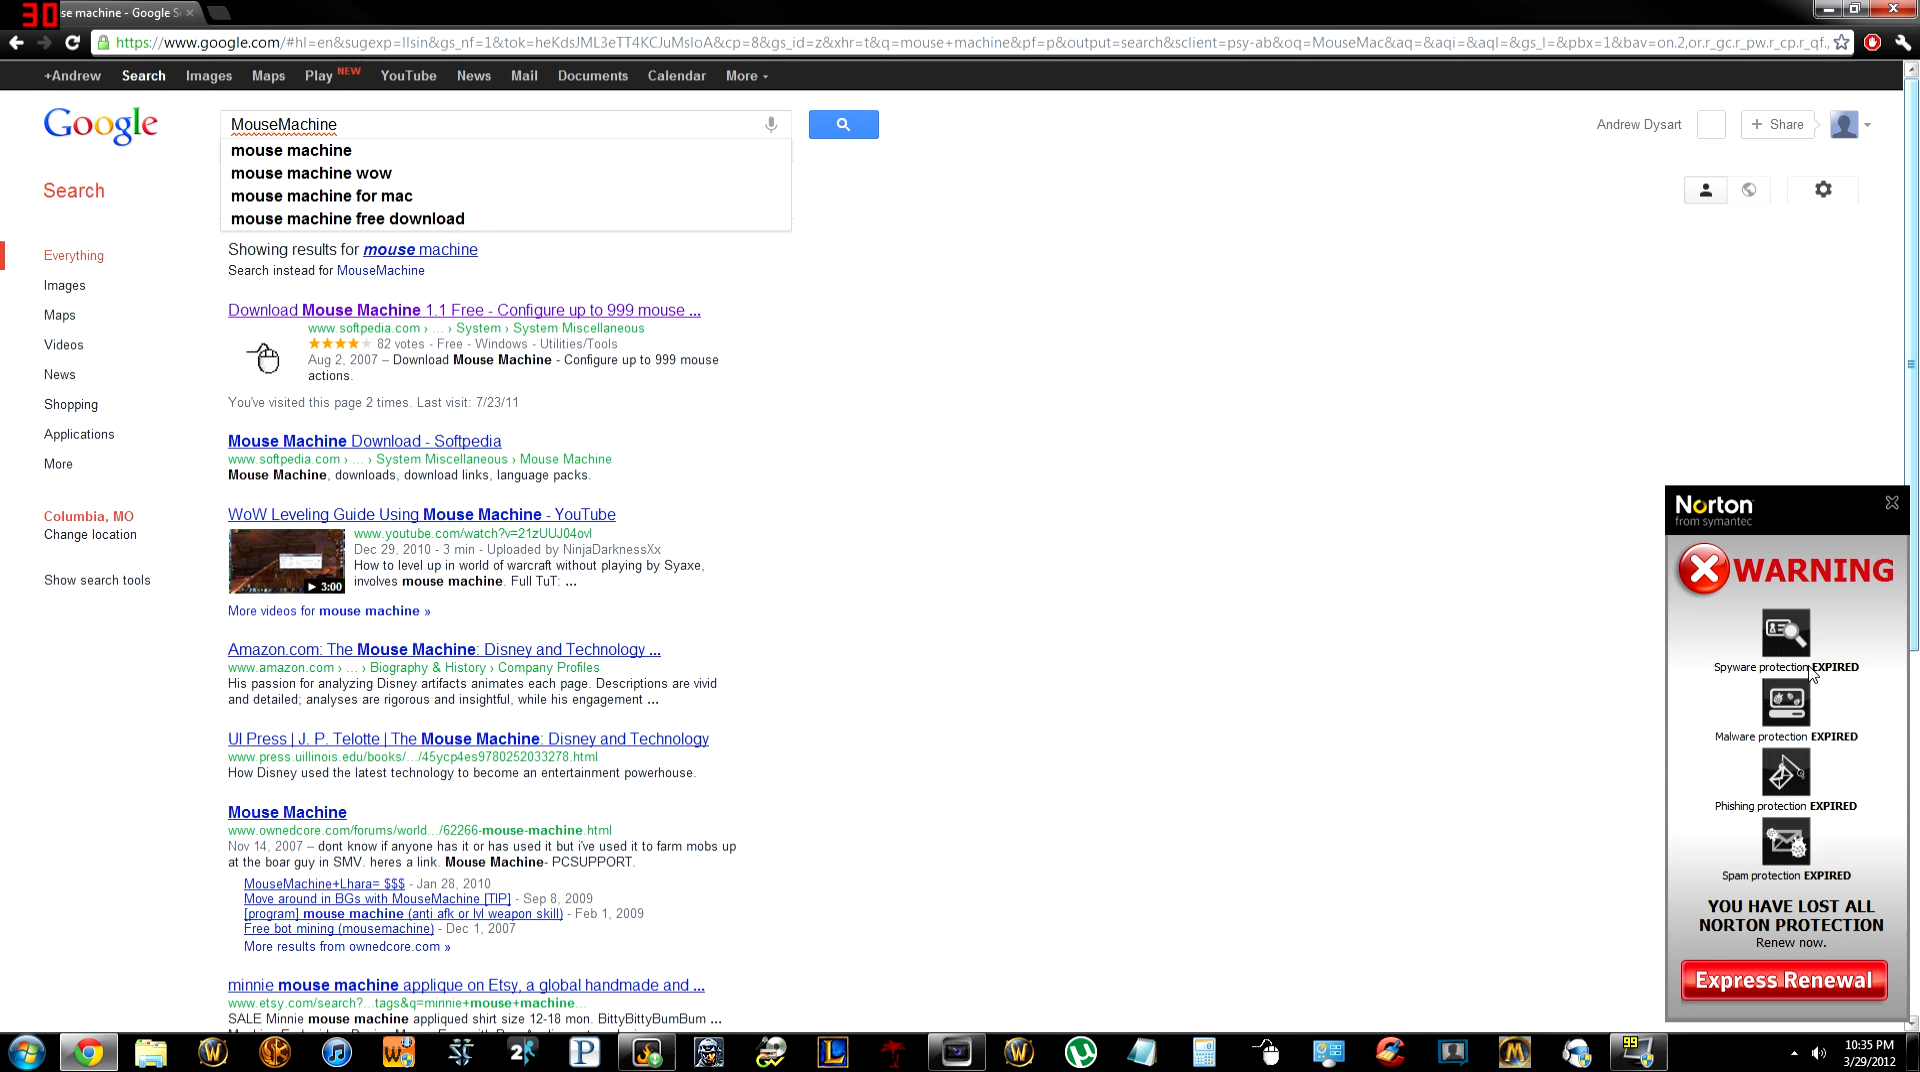 30
se machine - Google S
https://www.google.com/#hl=en&sugexp=llsin&gs_nf=1&tok=heKdsJML3eTT4KCJuMsloA&cp=8&gs_id=z&xhr=t&q=mouse+machine&pf=p&output=search&sclient=psy-ab&oq=MouseMac&aq=&aqi=&aql=&gs_l=&pbx=1&bav=on.2,or.r_gc.r_pw.r_cp.r_qf.,
+Andrew Search Images Maps Play NEW YouTube News Mail Documents Calendar More
Google
MouseMachine
Andrew Dysart
+ Share
mouse machine
mouse machine wow
mouse machine for mac
mouse machine free download
Search
Everything
Images
Maps
Videos
News
Shopping
Applications
More
Columbia, MO
Change location
Show search tools
Showing results for mouse machine
Search instead for MouseMachine
Download Mouse Machine 1.1 Free - Configure up to 999 mouse ...
www.softpedia.com › ... › System › System Miscellaneous
82 votes - Free - Windows - Utilities/Tools
Aug 2, 2007 – Download Mouse Machine - Configure up to 999 mouse
actions.
You've visited this page 2 times. Last visit: 7/23/11
Mouse Machine Download - Softpedia
www.softpedia.com › ... › System Miscellaneous › Mouse Machine
Mouse Machine, downloads, download links, language packs.
WoW Leveling Guide Using Mouse Machine - YouTube
www.youtube.com/watch?v=21zUUJ04ovI
Dec 29, 2010 - 3 min - Uploaded by NinjaDarknessXx
How to level up in world of warcraft without playing by Syaxe,
involves mouse machine. Full TuT: ...
3:00
More videos for mouse machine »
Amazon.com: The Mouse Machine: Disney and Technology ...
www.amazon.com › ... › Biography & History › Company Profiles
His passion for analyzing Disney artifacts animates each page. Descriptions are vivid
and detailed; analyses are rigorous and insightful, while his engagement ...
UI Press | J. P. Telotte | The Mouse Machine: Disney and Technology
www.press.uillinois.edu/books/.../45ycp4es9780252033278.html
How Disney used the latest technology to become an entertainment powerhouse.
Mouse Machine
www.ownedcore.com/forums/world.../62266-mouse-machine.html
Nov 14, 2007 – dont know if anyone has it or has used it but i've used it to farm mobs up
at the boar guy in SMV. heres a link. Mouse Machine- PCSUPPORT.
MouseMachine+Lhara= $$$ - Jan 28, 2010
Move around in BGs with MouseMachine [TIP] - Sep 8, 2009
[program] mouse machine (anti afk or lvl weapon skill) - Feb 1, 2009
Free bot mining (mousemachine) - Dec 1, 2007
More results from ownedcore.com »
minnie mouse machine applique on Etsy, a global handmade and ...
www.etsy.com/search?...tags&q=minnie+mouse+machine...
SALE Minnie mouse machine appliqued shirt size 12-18 mon. BittyBittyBumBum ...
Norton
from symantec
WARNING
Spyware protection EXPIRED
Malware protection EXPIRED
Phishing protection EXPIRED
Spam protection EXPIRED
YOU HAVE LOST ALL
NORTON PROTECTION
Renew now.
Express Renewal
99
10:35 PM
3/29/2012